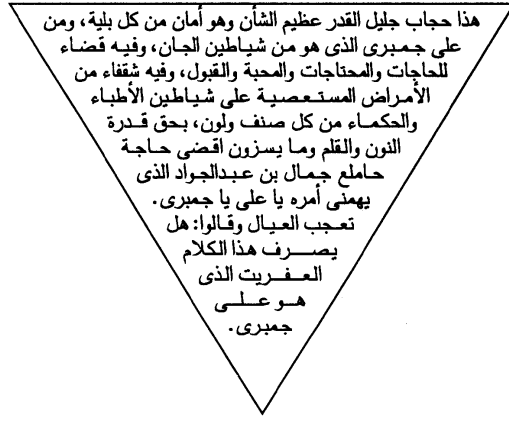 هذا حجاب جليل القدر عظيم الشأن وهو أمان من كل بلية، ومن
على جمبرى الذى هو من شياطين الجان، وفيه قضاء
للحاجات والمحتاجات والمحبة والقبول، وفيه شقفاء من
الأمراض المستعصية على شياطين الأطباء
والحكماء من كل صنف ولون، بحق قدرة
النون والقلم وما يسزون اقضى حاجة
حاملع جمال بن عبدالجواد الذى
يهمنى أمره يا على يا جمبرى.
تعجب العيال وقالوا: هل
يصرف هذا الكلام
العفريت الذى
هو على
جمبرى.